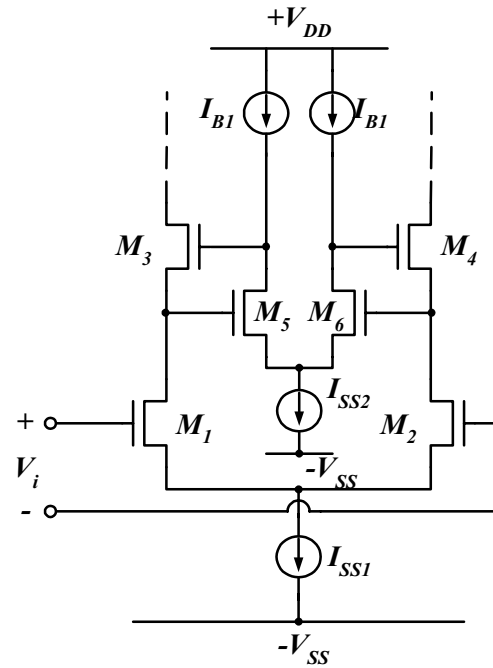 +V_DD
I_B1 I_B1
M_3 M_4
M_5 M_6
I_SS2
+ M_1 M_2
-V_SS
V_i
-
I_SS1
-V_SS